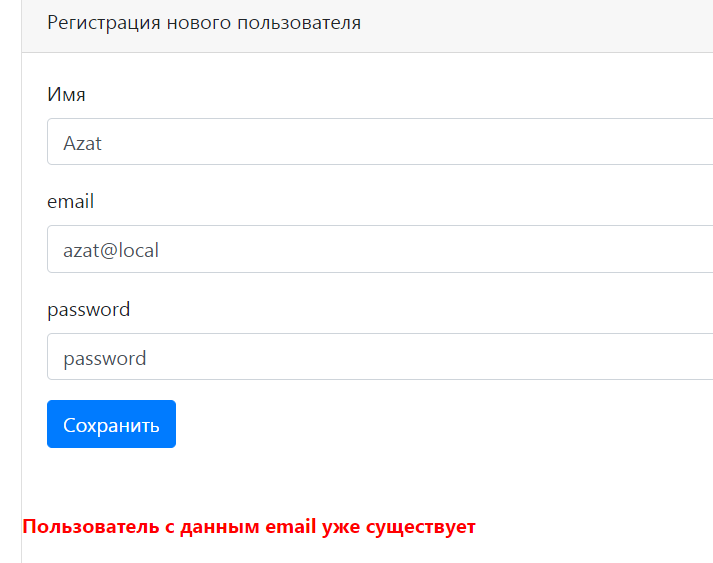 Регистрация нового пользователя
Имя
Azat
email
azat@local
password
password
Сохранить
Пользователь с данным email уже существует